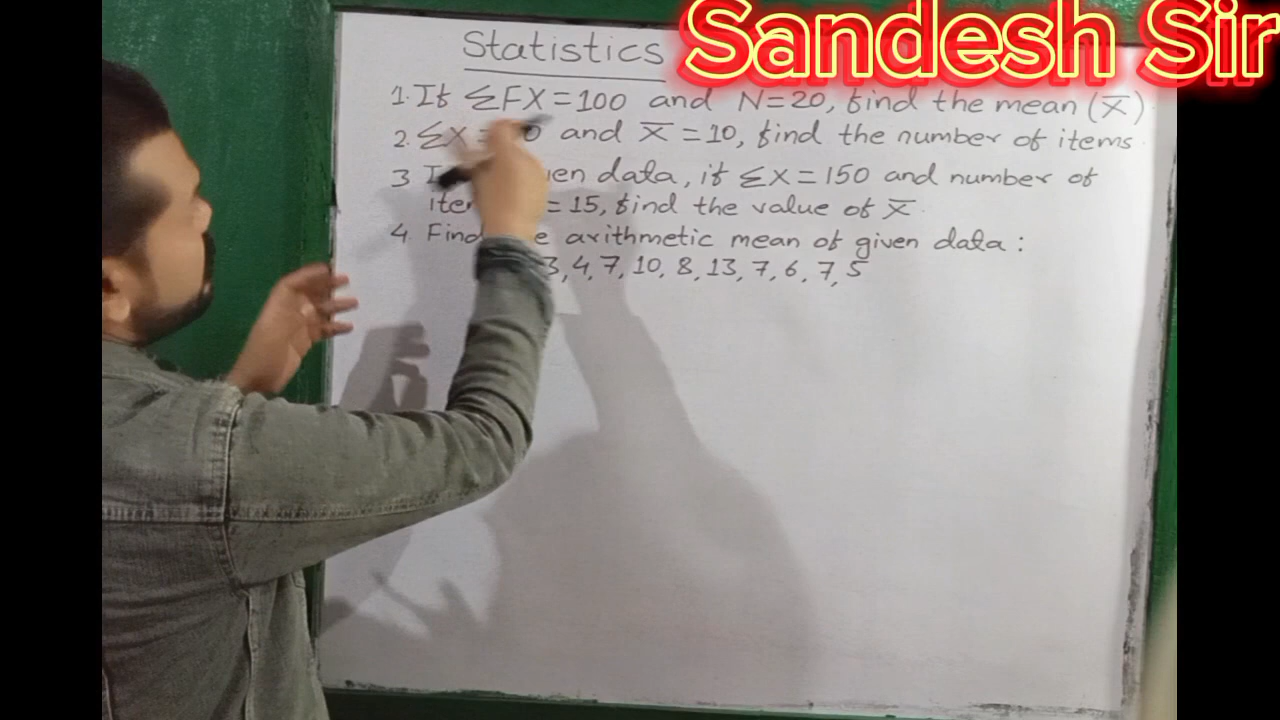 Statistics
Sandesh Sir
1. If ΣFX = 100 and N = 20, find the mean (X̅)
2. ΣX = and X̅ = 10, find the number of items
3 data, if ΣX = 150 and number of
= 15, find the value of X̅.
4. Find arithmetic mean of given data :
3, 4, 7, 10, 8, 13, 7, 6, 7, 5